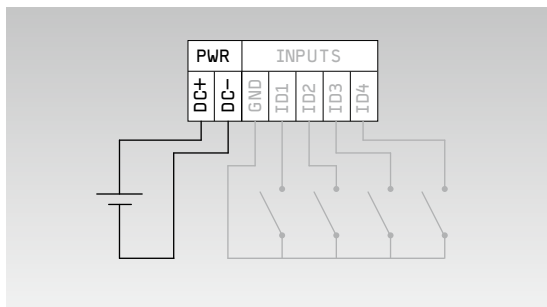 PWR INPUTS
DC+ DC- GND ID1 ID2 ID3 ID4